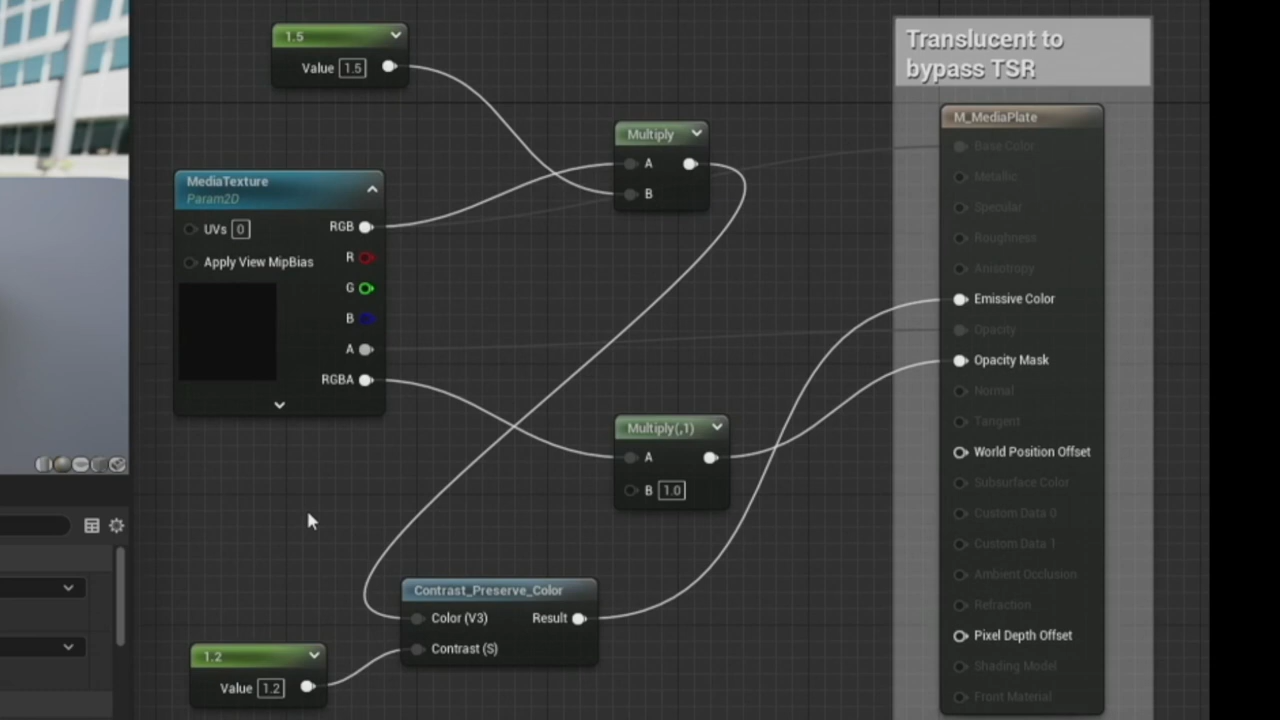 1.5
Value 1.5
Translucent to
bypass TSR
Multiply
A
B
MediaTexture
Param2D
UVs 0
RGB
Apply View MipBias
R
G
B
A
RGBA
Multiply(,1)
A
B 1.0
Contrast_Preserve_Color
Color (V3)
Result
Contrast (S)
1.2
Value 1.2
M_MediaPlate
Base Color
Metallic
Specular
Roughness
Anisotropy
Emissive Color
Opacity
Opacity Mask
Normal
Tangent
World Position Offset
Subsurface Color
Custom Data 0
Custom Data 1
Ambient Occlusion
Refraction
Pixel Depth Offset
Shading Model
Front Material